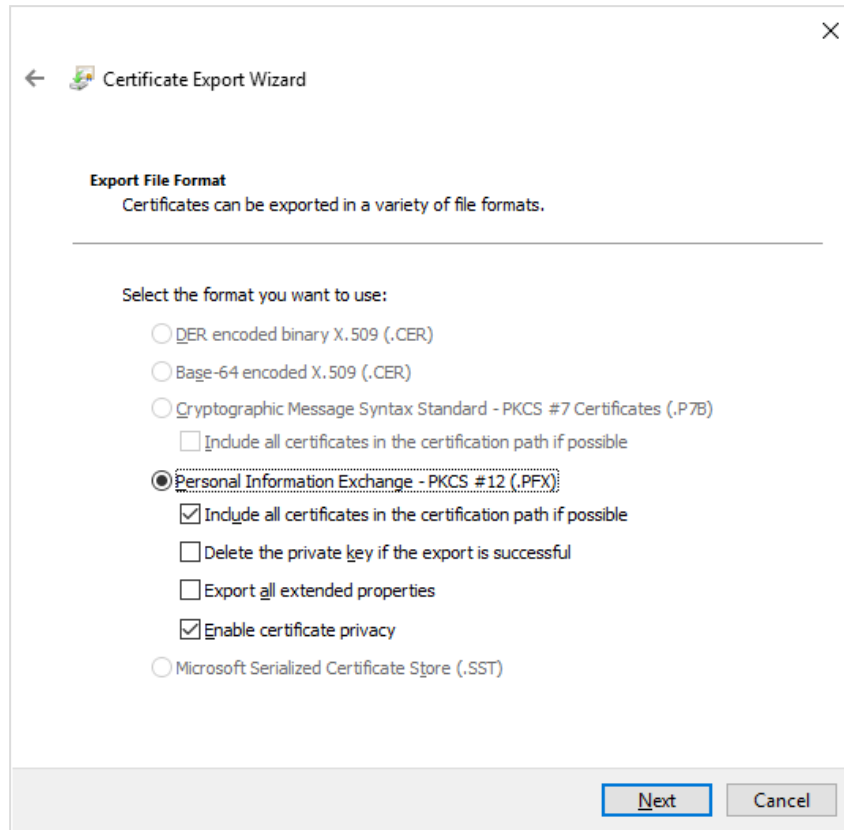 Certificate Export Wizard
Export File Format
Certificates can be exported in a variety of file formats.
Select the format you want to use:
DER encoded binary X.509 (.CER)
Base-64 encoded X.509 (.CER)
Cryptographic Message Syntax Standard - PKCS #7 Certificates (.P7B)
Include all certificates in the certification path if possible
Personal Information Exchange - PKCS #12 (.PFX)
Include all certificates in the certification path if possible
Delete the private key if the export is successful
Export all extended properties
Enable certificate privacy
Microsoft Serialized Certificate Store (.SST)
Next Cancel